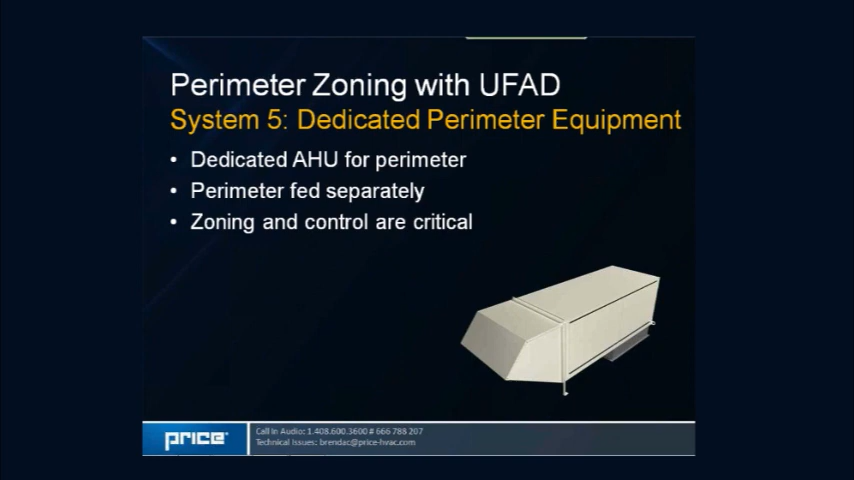 Perimeter Zoning with UFAD
System 5: Dedicated Perimeter Equipment
• Dedicated AHU for perimeter
• Perimeter fed separately
• Zoning and control are critical
PRICE®
Call In Audio: 1.408.600.3600 # 666 788 207
Technical Issues: brendac@price-hvac.com